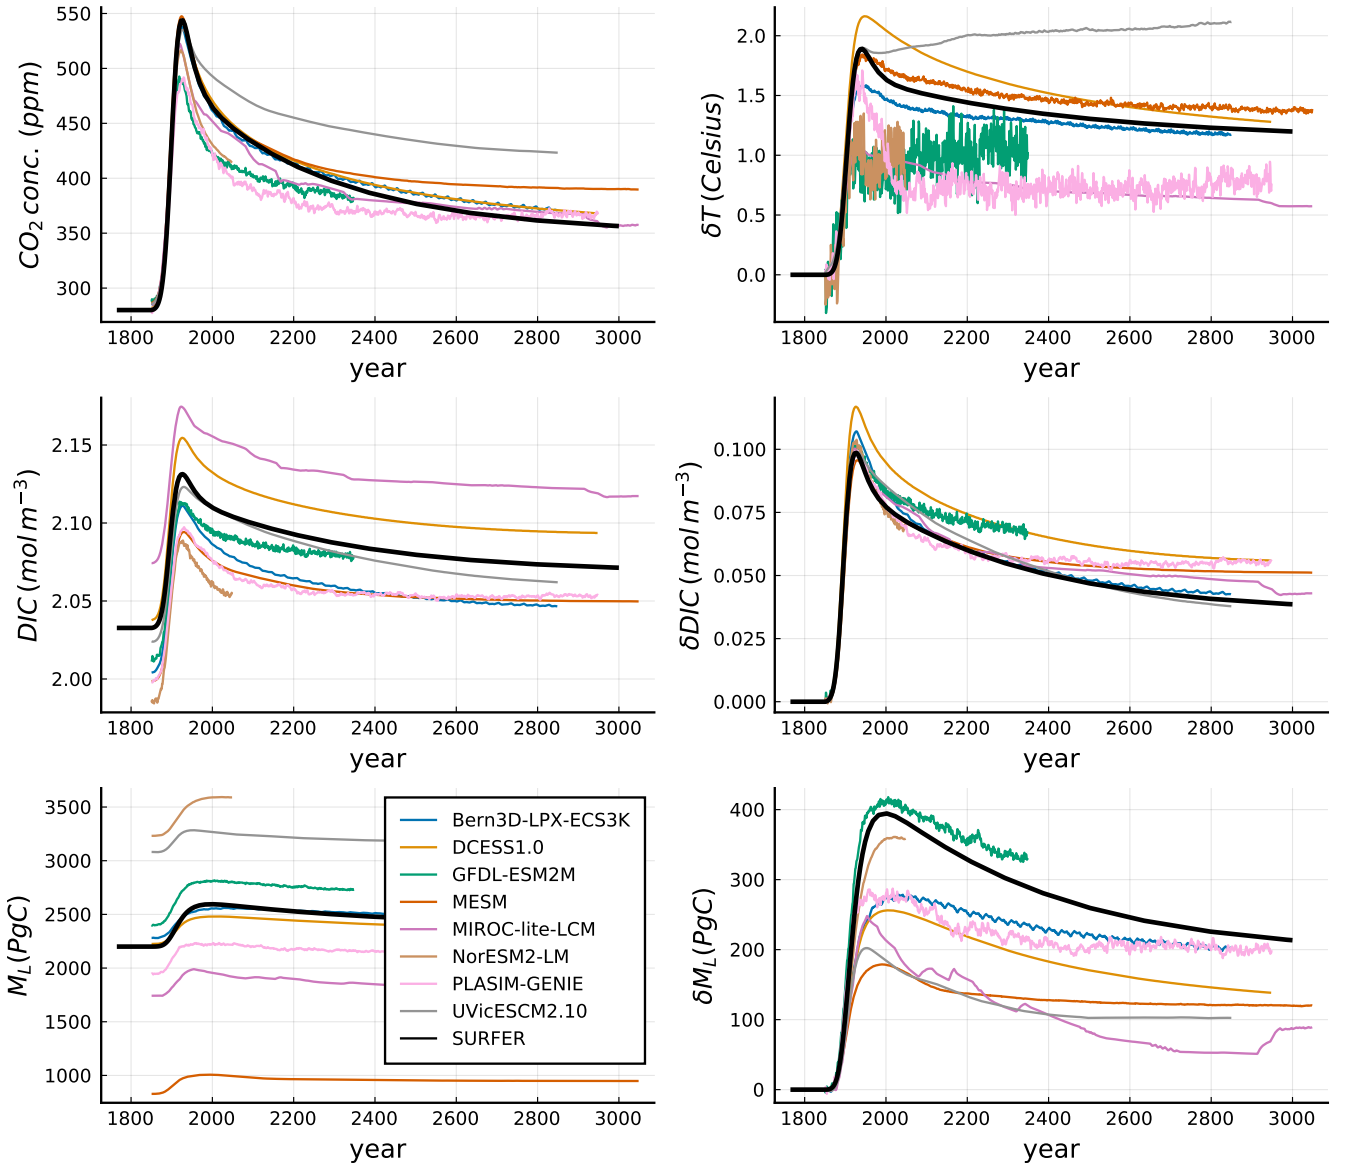 CO2 conc. (ppm)
550
500
450
400
350
300
1800 2000 2200 2400 2600 2800 3000
year
δT (Celsius)
2.0
1.5
1.0
0.5
0.0
1800 2000 2200 2400 2600 2800 3000
year
DIC (mol m⁻³)
2.15
2.10
2.05
2.00
1800 2000 2200 2400 2600 2800 3000
year
δDIC (mol m⁻³)
0.100
0.075
0.050
0.025
0.000
1800 2000 2200 2400 2600 2800 3000
year
M_L (PgC)
3500
3000
2500
2000
1500
1000
1800 2000 2200 2400 2600 2800 3000
year
Bern3D-LPX-ECS3K
DCESS1.0
GFDL-ESM2M
MESM
MIROC-lite-LCM
NorESM2-LM
PLASIM-GENIE
UVicESCM2.10
SURFER
δM_L (PgC)
400
300
200
100
0
1800 2000 2200 2400 2600 2800 3000
year